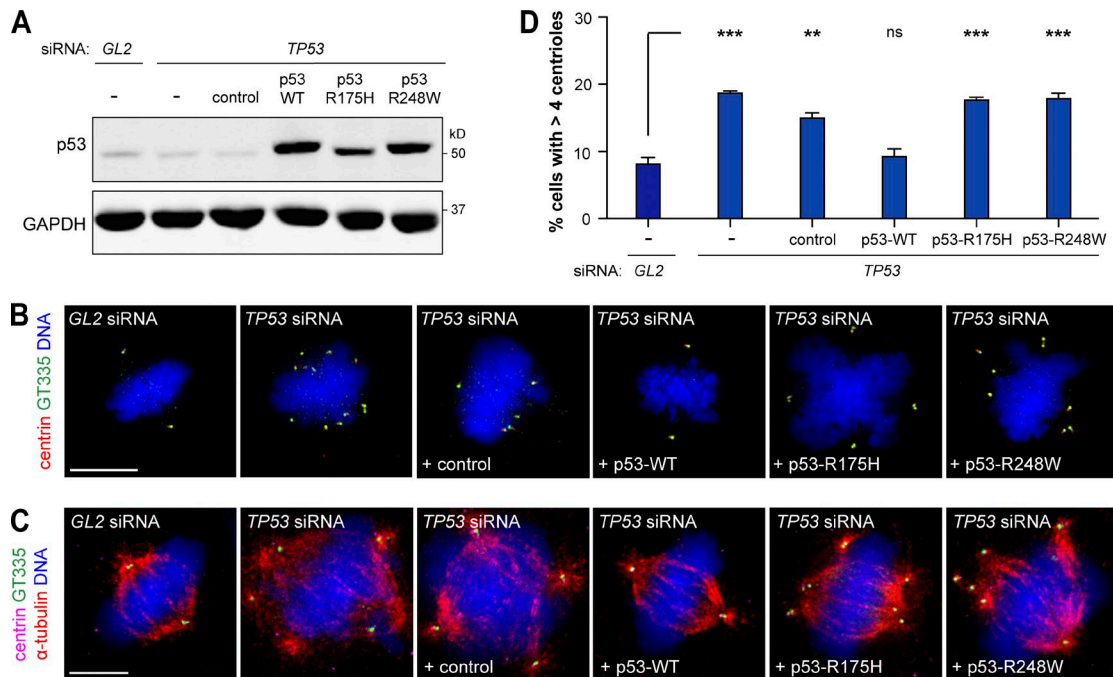 A
siRNA: GL2 TP53
- - control p53 WT p53 R175H p53 R248W
p53
kD
- 50
GAPDH
- 37
D
% cells with > 4 centrioles
30
20
10
0
*** ** ns *** ***
- - control p53-WT p53-R175H p53-R248W
siRNA: GL2 TP53
B
centrin GT335 DNA
GL2 siRNA TP53 siRNA TP53 siRNA TP53 siRNA TP53 siRNA TP53 siRNA
+ control + p53-WT + p53-R175H + p53-R248W
C
centrin GT335
α-tubulin DNA
GL2 siRNA TP53 siRNA TP53 siRNA TP53 siRNA TP53 siRNA TP53 siRNA
+ control + p53-WT + p53-R175H + p53-R248W